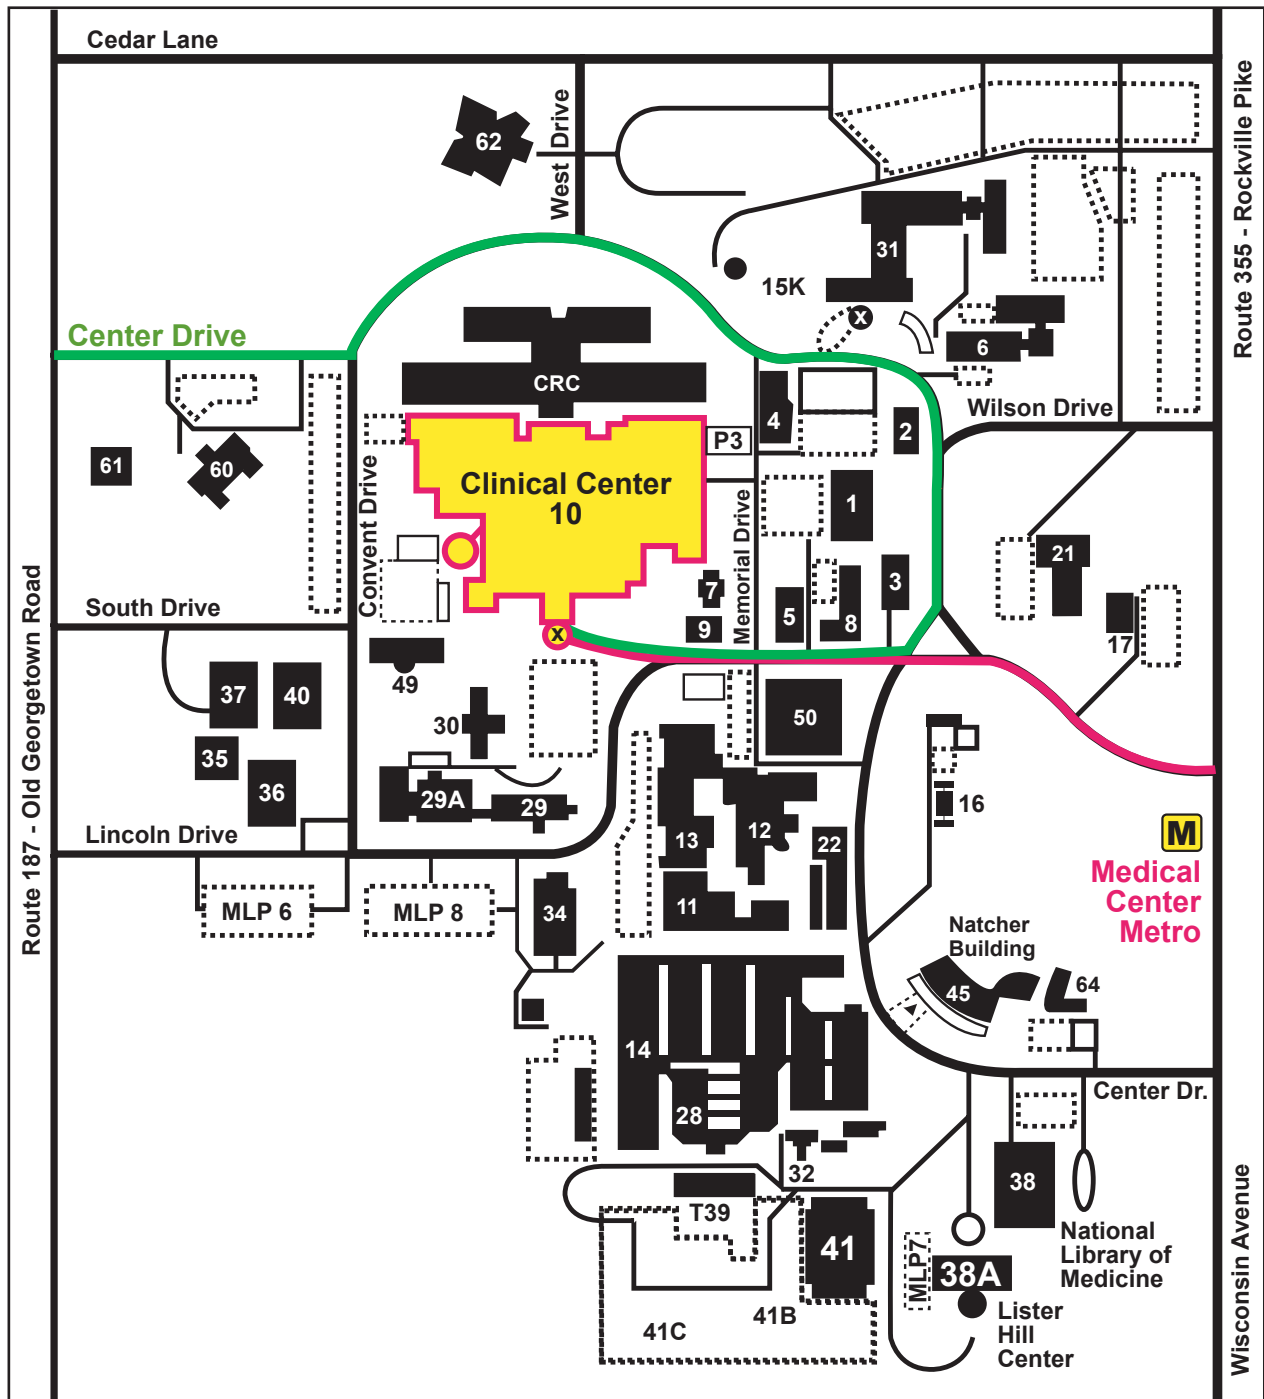 Cedar Lane
Route 355 - Rockville Pike
West Drive
62
31
15K
X
6
Center Drive
CRC
4
2
Wilson Drive
P3
61
60
Clinical Center
10
1
Convent Drive
Memorial Drive
21
7
3
5
8
17
South Drive
9
X
49
37
40
30
50
35
36
29A
29
13
12
22
16
M
Medical
Center
Metro
Lincoln Drive
Route 187 - Old Georgetown Road
MLP 6
MLP 8
34
11
Natcher
Building
45
64
14
28
Center Dr.
32
38
T39
41
National
Library of
Medicine
MLP7
38A
41B
41C
Lister
Hill
Center
Wisconsin Avenue